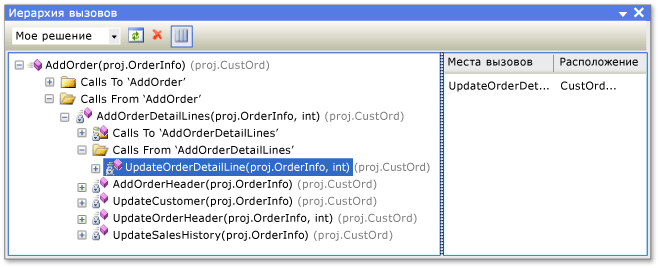 Иерархия вызовов
Мое решение
AddOrder(proj.OrderInfo) (proj.CustOrd)
Calls To ‘AddOrder’
Calls From ‘AddOrder’
AddOrderDetailLines(proj.OrderInfo, int) (proj.CustOrd)
Calls To ‘AddOrderDetailLines’
Calls From ‘AddOrderDetailLines’
UpdateOrderDetailLine(proj.OrderInfo, int) (proj.CustOrd)
AddOrderHeader(proj.OrderInfo) (proj.CustOrd)
UpdateCustomer(proj.OrderInfo) (proj.CustOrd)
UpdateOrderHeader(proj.OrderInfo, int) (proj.CustOrd)
UpdateSalesHistory(proj.OrderInfo) (proj.CustOrd)
Места вызовов Расположение
UpdateOrderDet... CustOrd...